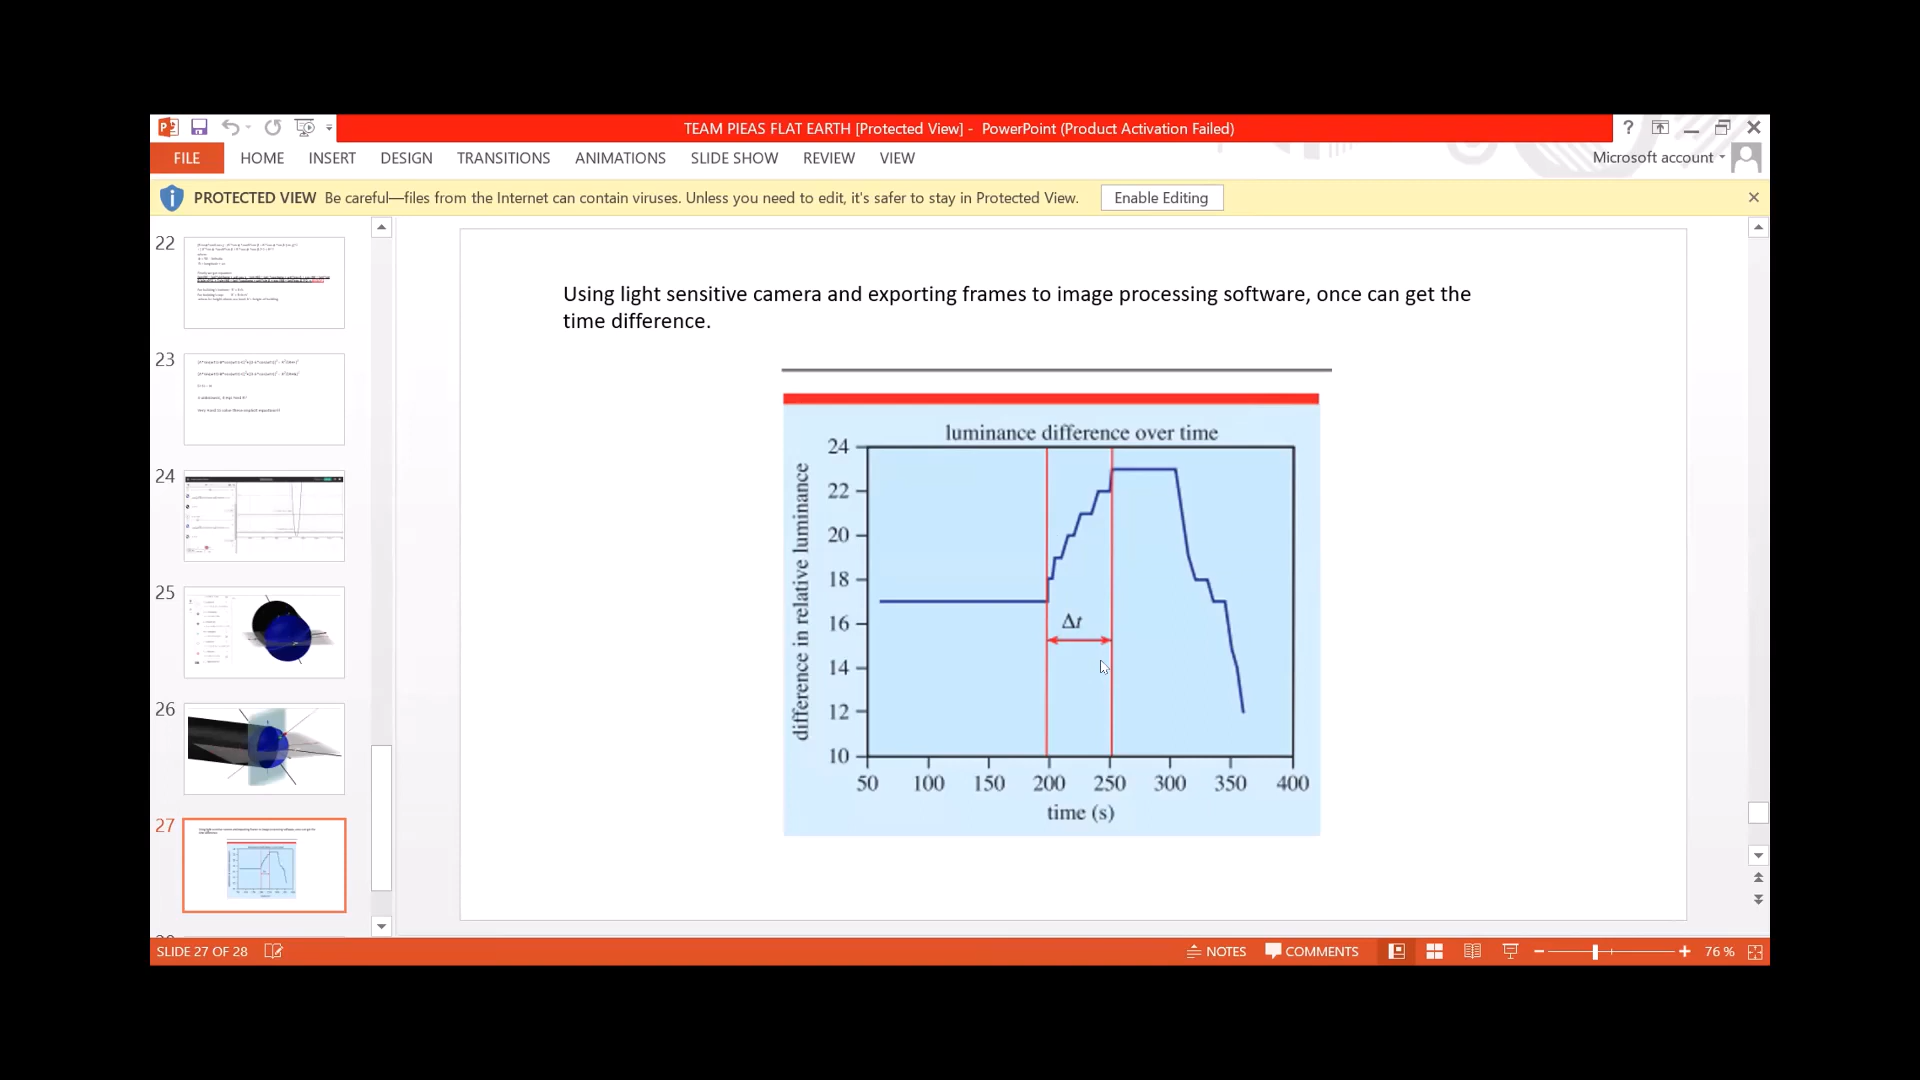 TEAM PIEAS FLAT EARTH [Protected View] - PowerPoint (Product Activation Failed)
?
FILE HOME INSERT DESIGN TRANSITIONS ANIMATIONS SLIDE SHOW REVIEW VIEW Microsoft account
PROTECTED VIEW Be careful—files from the Internet can contain viruses. Unless you need to edit, it's safer to stay in Protected View. Enable Editing
22
23
24
25
26
27
Using light sensitive camera and exporting frames to image processing software, once can get the
time difference.
luminance difference over time
difference in relative luminance
24
22
20
18
16
14
12
10
Δt
50 100 150 200 250 300 350 400
time (s)
SLIDE 27 OF 28 NOTES COMMENTS 76 %